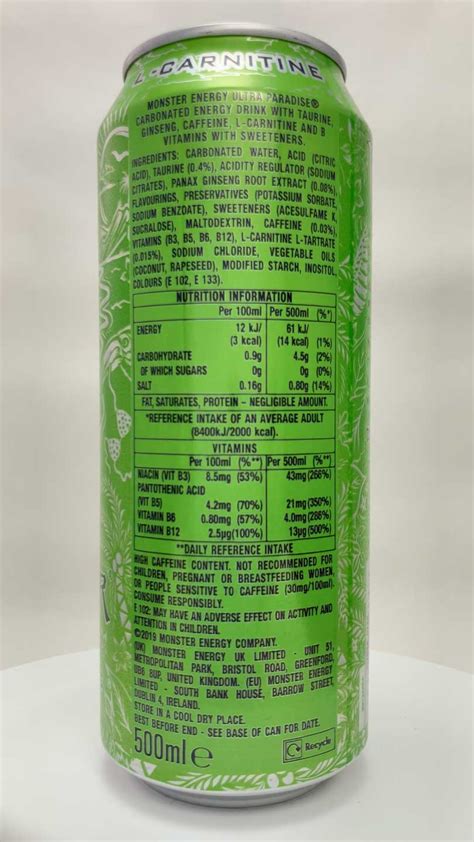 L-CARNITINE
MONSTER ENERGY ULTRA PARADISE®
CARBONATED ENERGY DRINK WITH TAURINE,
GINSENG, CAFFEINE, L-CARNITINE AND B
VITAMINS WITH SWEETENERS.
INGREDIENTS: CARBONATED WATER, ACID (CITRIC
ACID), TAURINE (0.4%), ACIDITY REGULATOR (SODIUM
CITRATES), PANAX GINSENG ROOT EXTRACT (0.08%),
FLAVOURINGS, PRESERVATIVES (POTASSIUM SORBATE,
SODIUM BENZOATE), SWEETENERS (ACESULFAME K,
SUCRALOSE), MALTODEXTRIN, CAFFEINE (0.03%),
VITAMINS (B3, B5, B6, B12), L-CARNITINE L-TARTRATE
(0.015%), SODIUM CHLORIDE, VEGETABLE OILS
(COCONUT, RAPESEED), MODIFIED STARCH, INOSITOL,
COLOURS (E 102, E 133).
NUTRITION INFORMATION
Per 100ml Per 500ml (%*)
ENERGY 12 kJ/ 61 kJ/
(3 kcal) (14 kcal) (1%)
CARBOHYDRATE 0.9g 4.5g (2%)
OF WHICH SUGARS 0g 0g (0%)
SALT 0.16g 0.80g (14%)
FAT, SATURATES, PROTEIN - NEGLIGIBLE AMOUNT.
*REFERENCE INTAKE OF AN AVERAGE ADULT
(8400kJ/2000 kcal).
VITAMINS
Per 100ml (%**) Per 500ml (%**)
NIACIN (VIT B3) 8.5mg (53%) 43mg (266%)
PANTOTHENIC ACID
(VIT B5) 4.2mg (70%) 21mg (350%)
VITAMIN B6 0.80mg (57%) 4.0mg (286%)
VITAMIN B12 2.5µg (100%) 13µg (500%)
**DAILY REFERENCE INTAKE
HIGH CAFFEINE CONTENT. NOT RECOMMENDED FOR
CHILDREN, PREGNANT OR BREASTFEEDING WOMEN,
OR PEOPLE SENSITIVE TO CAFFEINE (30mg/100ml).
CONSUME RESPONSIBLY.
E 102: MAY HAVE AN ADVERSE EFFECT ON ACTIVITY AND
ATTENTION IN CHILDREN.
©2019 MONSTER ENERGY COMPANY.
(UK) MONSTER ENERGY UK LIMITED - UNIT 51,
METROPOLITAN PARK, BRISTOL ROAD, GREENFORD,
UB6 8UP, UNITED KINGDOM. (EU) MONSTER ENERGY
LIMITED - SOUTH BANK HOUSE, BARROW STREET,
DUBLIN 4, IRELAND.
STORE IN A COOL DRY PLACE.
BEST BEFORE END - SEE BASE OF CAN FOR DATE.
500ml e
Recycle